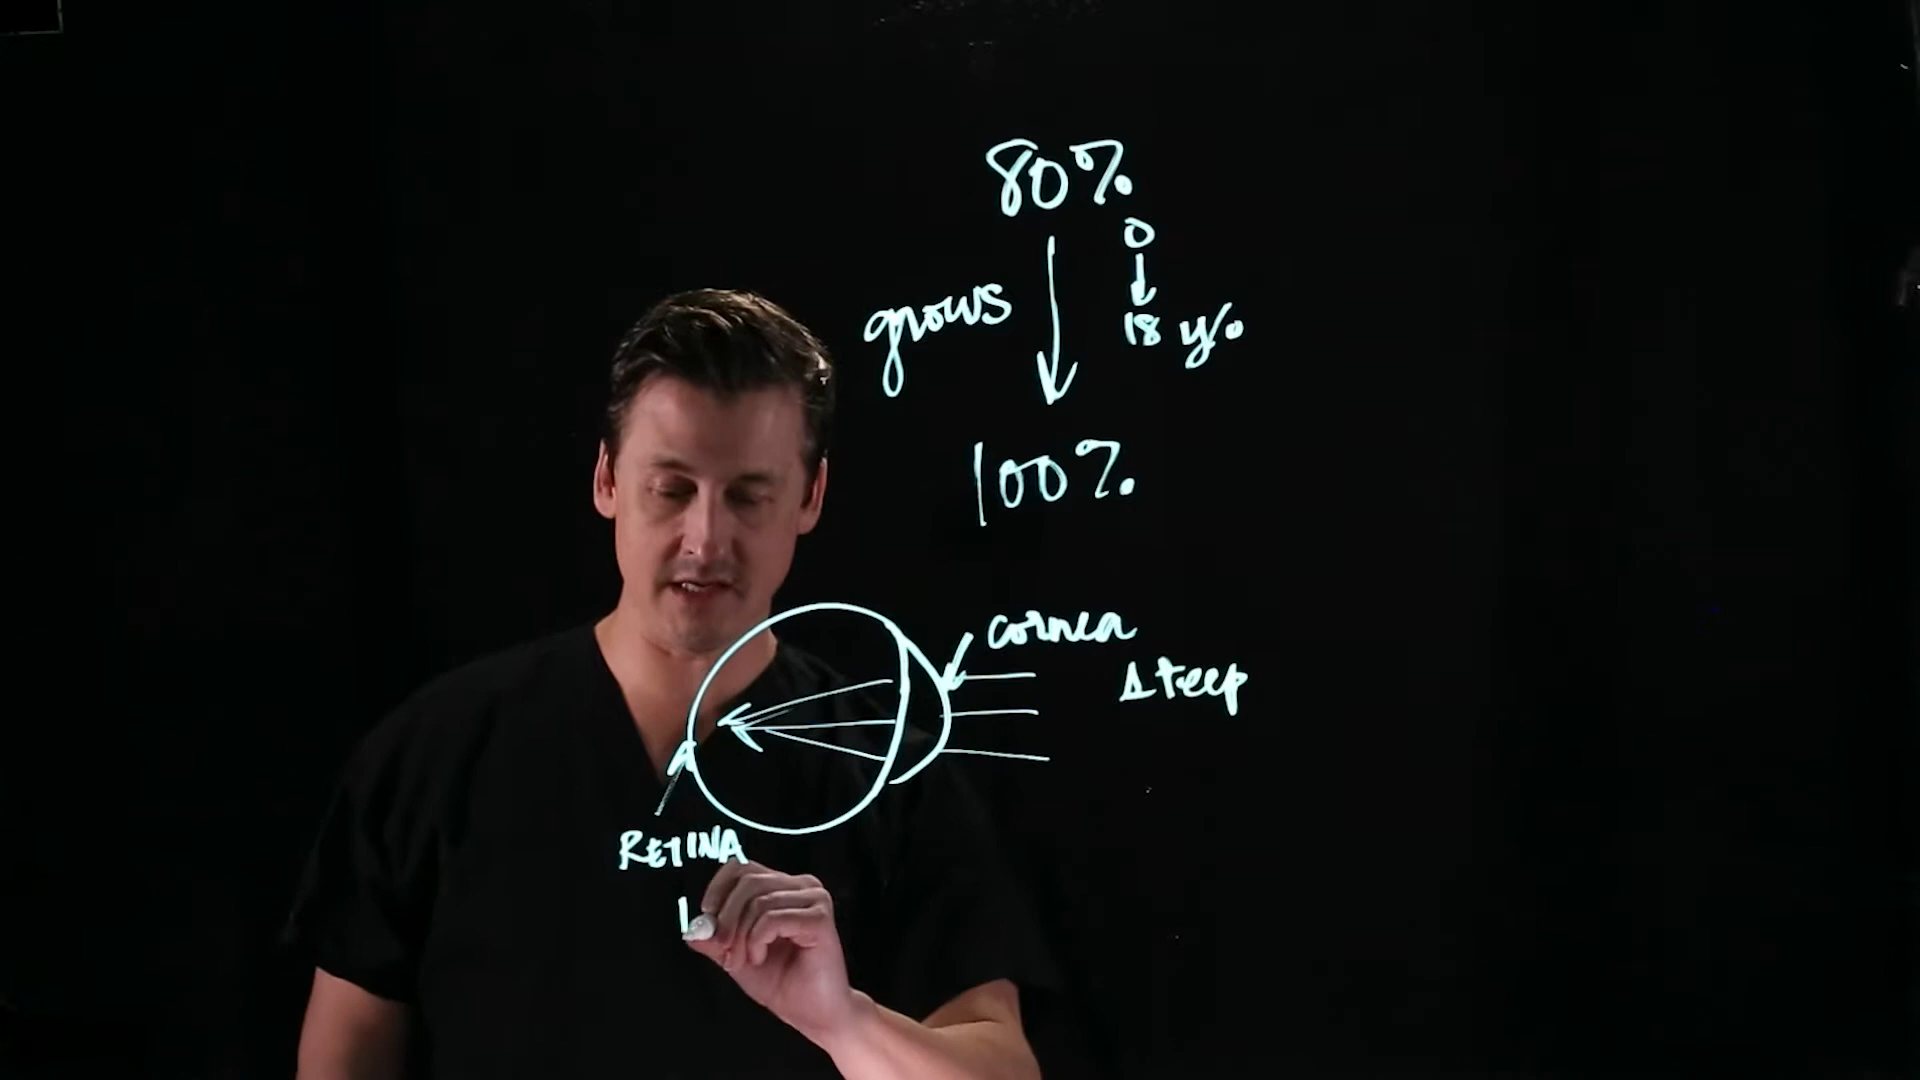 80%
0
↓
grows
18 y/o
100%
cornea
steep
RETINA